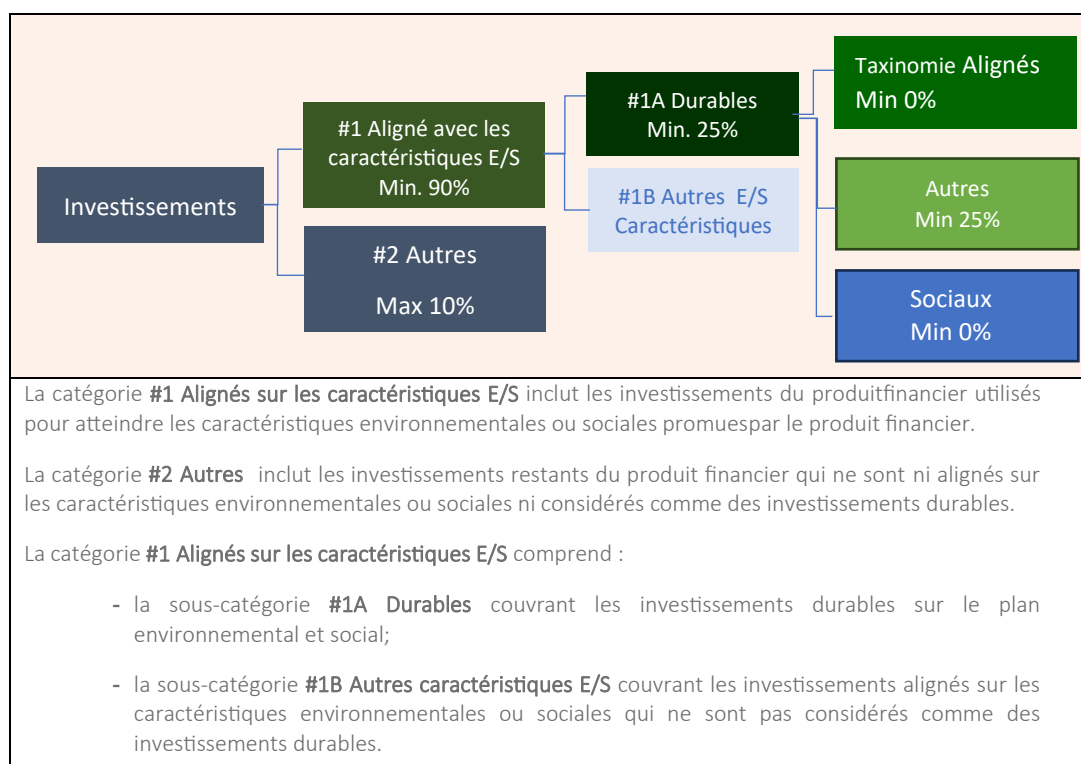 Investissements
#1 Aligné avec les
caractéristiques E/S
Min. 90%
#2 Autres
Max 10%
#1A Durables
Min. 25%
#1B Autres E/S
Caractéristiques
Taxinomie Alignés
Min 0%
Autres
Min 25%
Sociaux
Min 0%
La catégorie #1 Alignés sur les caractéristiques E/S inclut les investissements du produitfinancier utilisés
pour atteindre les caractéristiques environnementales ou sociales promuespar le produit financier.
La catégorie #2 Autres inclut les investissements restants du produit financier qui ne sont ni alignés sur
les caractéristiques environnementales ou sociales ni considérés comme des investissements durables.
La catégorie #1 Alignés sur les caractéristiques E/S comprend :
- la sous-catégorie #1A Durables couvrant les investissements durables sur le plan
environnemental et social;
- la sous-catégorie #1B Autres caractéristiques E/S couvrant les investissements alignés sur les
caractéristiques environnementales ou sociales qui ne sont pas considérés comme des
investissements durables.